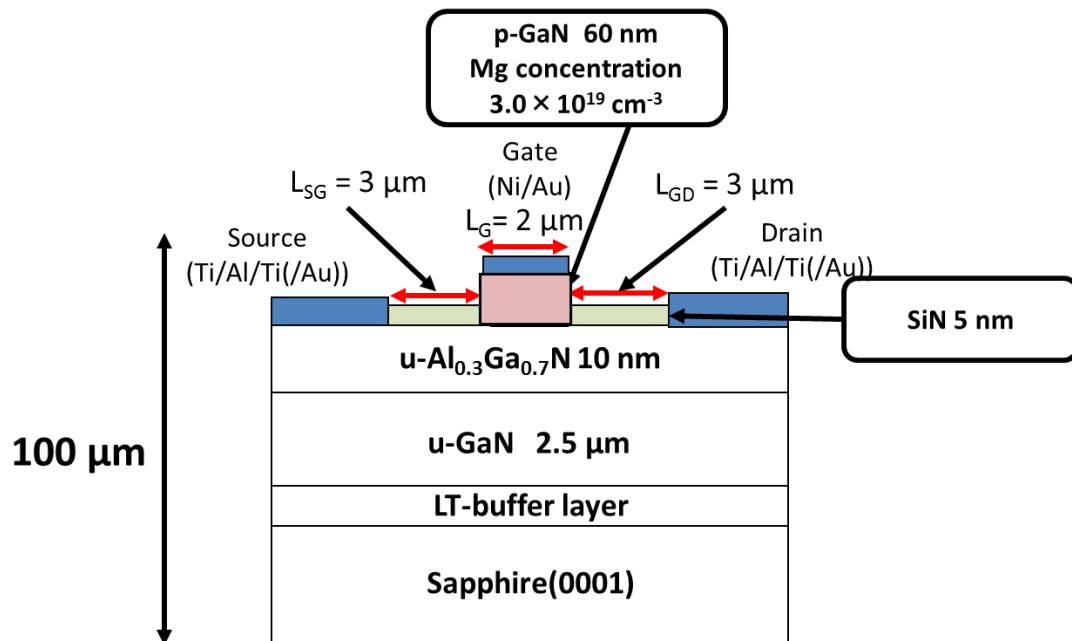 p-GaN 60 nm
Mg concentration
3.0 × 10¹⁹ cm⁻³
Gate
(Ni/Au)
L_G= 2 μm
L_SG = 3 μm
L_GD = 3 μm
Source
(Ti/Al/Ti(/Au))
Drain
(Ti/Al/Ti(/Au))
SiN 5 nm
u-Al₀.₃Ga₀.₇N 10 nm
100 μm
u-GaN 2.5 μm
LT-buffer layer
Sapphire(0001)